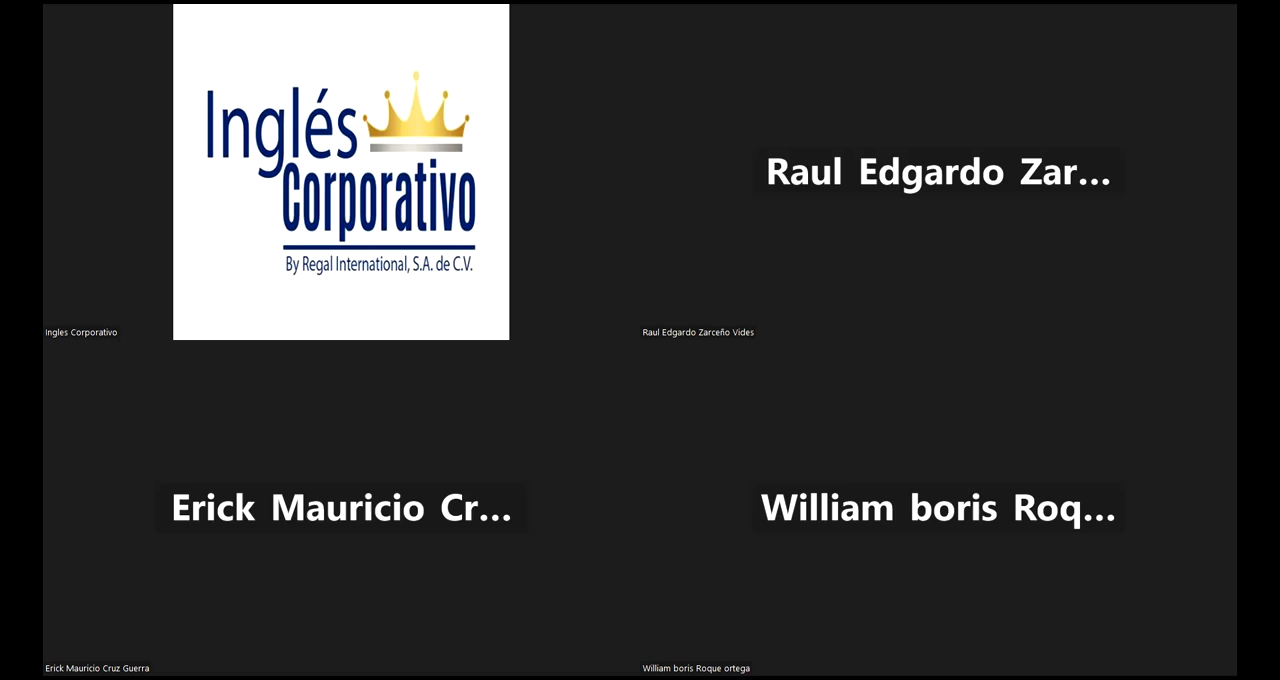 Inglés
Corporativo
By Regal International, S.A. de C.V.
Ingles Corporativo
Raul Edgardo Zar...
Raul Edgardo Zarceño Vides
Erick Mauricio Cr...
Erick Mauricio Cruz Guerra
William boris Roq...
William boris Roque ortega